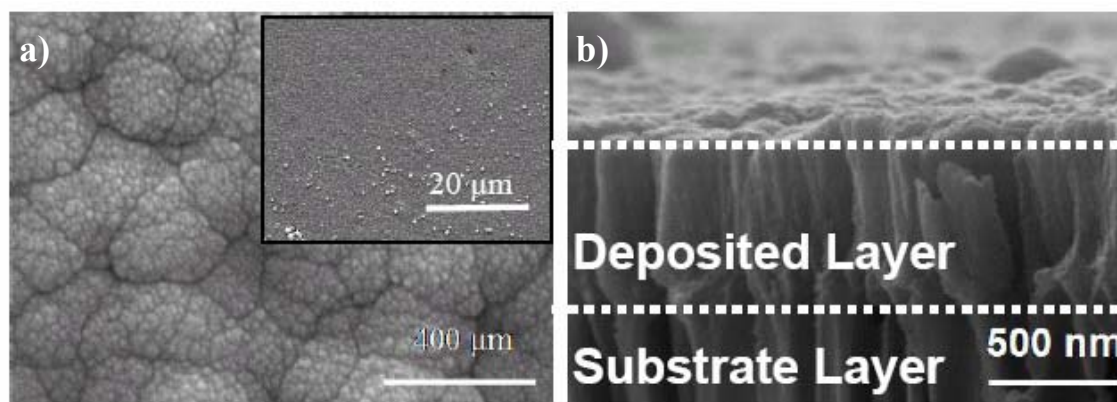 a)
20 μm
400 μm
b)
Deposited Layer
500 nm
Substrate Layer